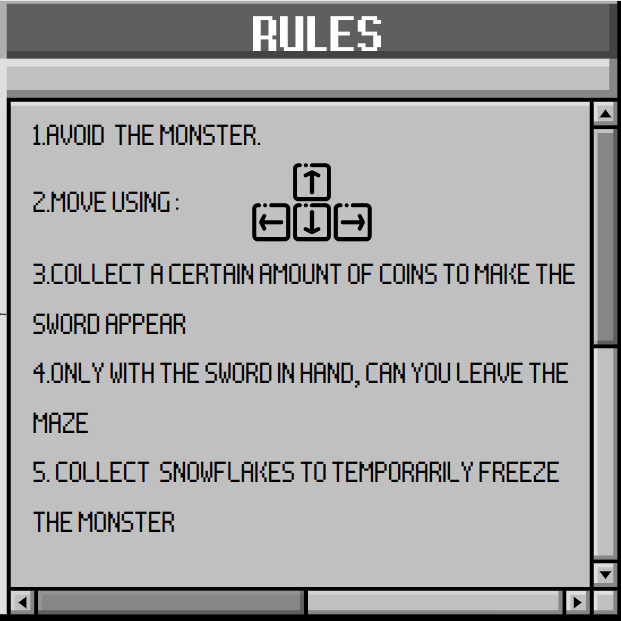 RULES
1.AVOID THE MONSTER.
2.MOVE USING :
3.COLLECT A CERTAIN AMOUNT OF COINS TO MAKE THE
SWORD APPEAR
4.ONLY WITH THE SWORD IN HAND, CAN YOU LEAVE THE
MAZE
5. COLLECT SNOWFLAKES TO TEMPORARILY FREEZE
THE MONSTER